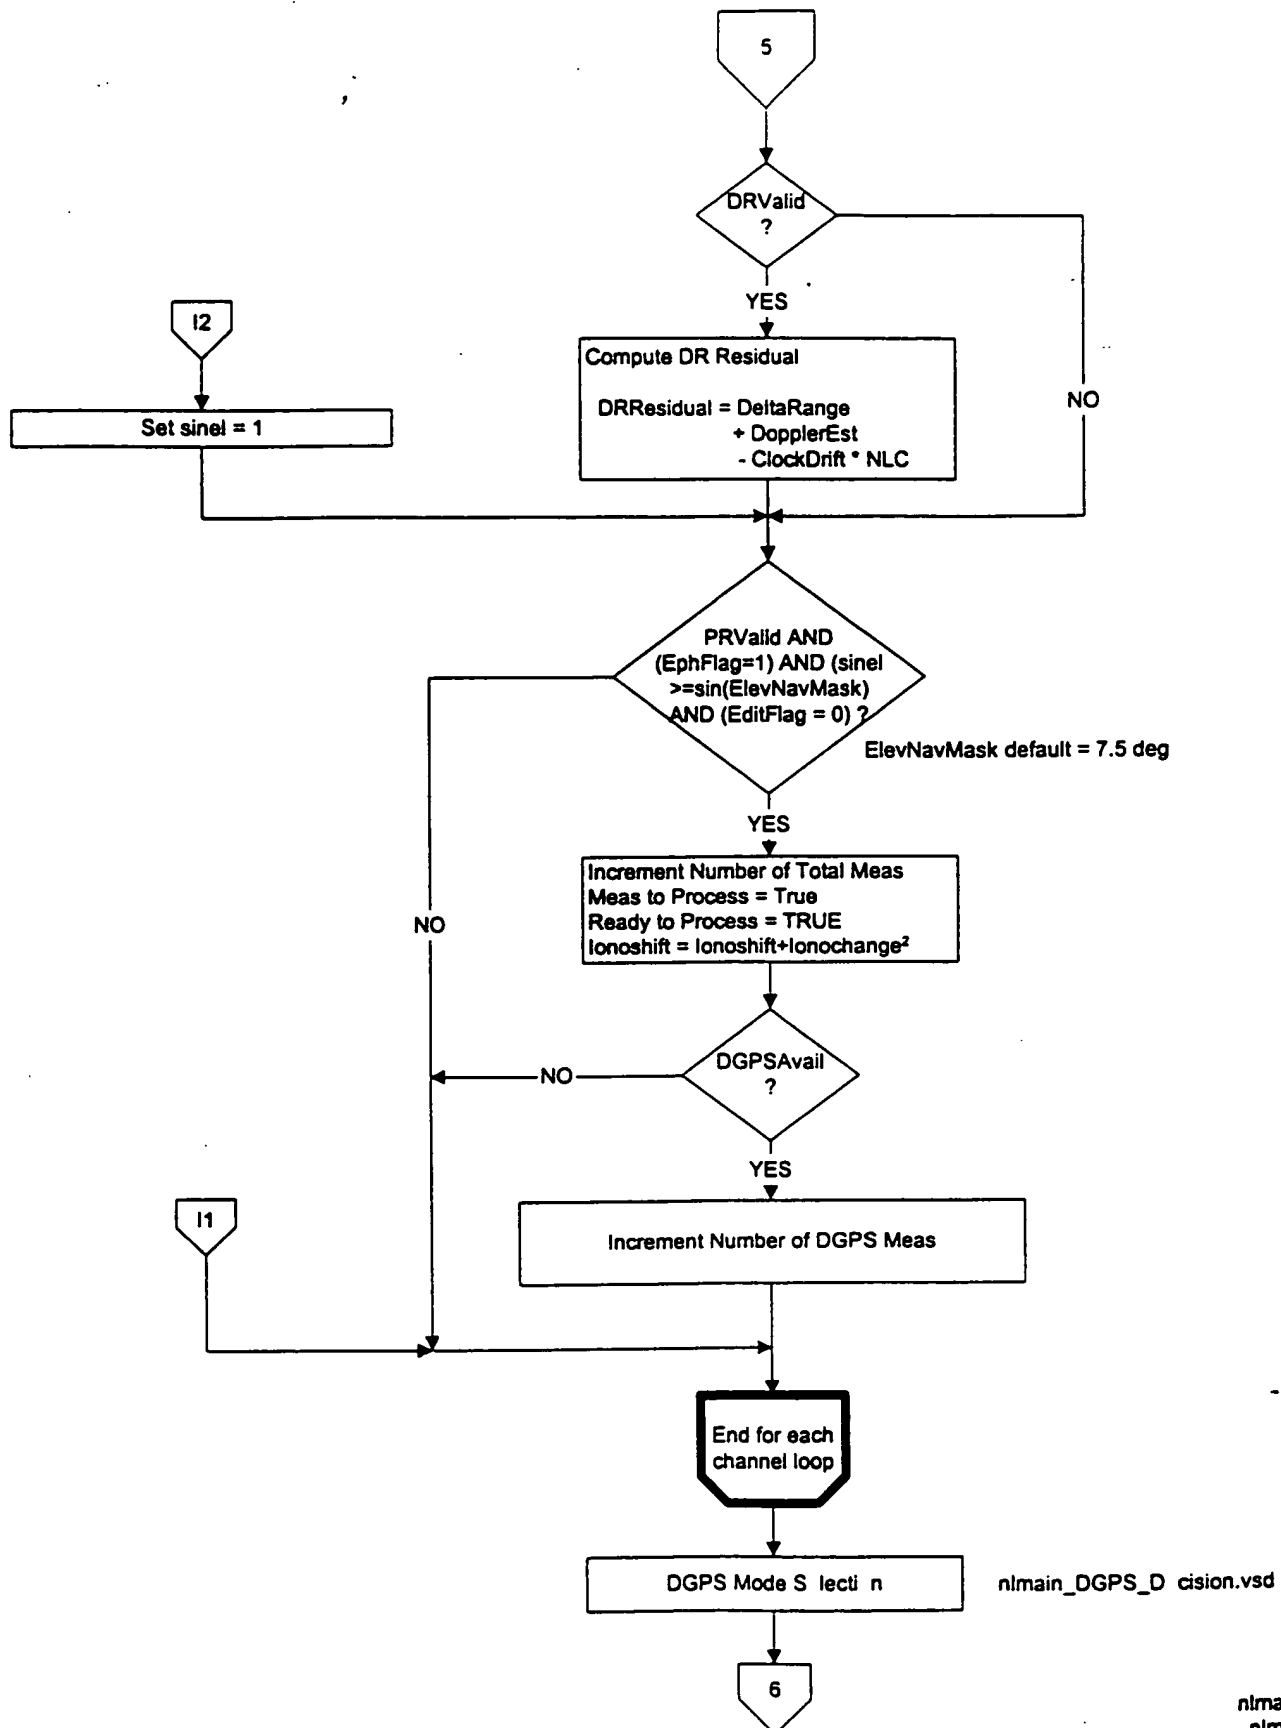 5
DRValid
?
YES
NO
I2
Set sinel = 1
Compute DR Residual
DRResidual = DeltaRange
+ DopplerEst
- ClockDrift * NLC
PRValid AND
(EphFlag=1) AND (sinel
>=sin(ElevNavMask)
AND (EditFlag = 0) ?
ElevNavMask default = 7.5 deg
YES
NO
Increment Number of Total Meas
Meas to Process = True
Ready to Process = TRUE
Ionoshift = Ionoshift+Ionochange²
DGPSAvail
?
NO
YES
I1
Increment Number of DGPS Meas
End for each
channel loop
DGPS Mode S lecti n
nlmain_DGPS_D cision.vsd
6